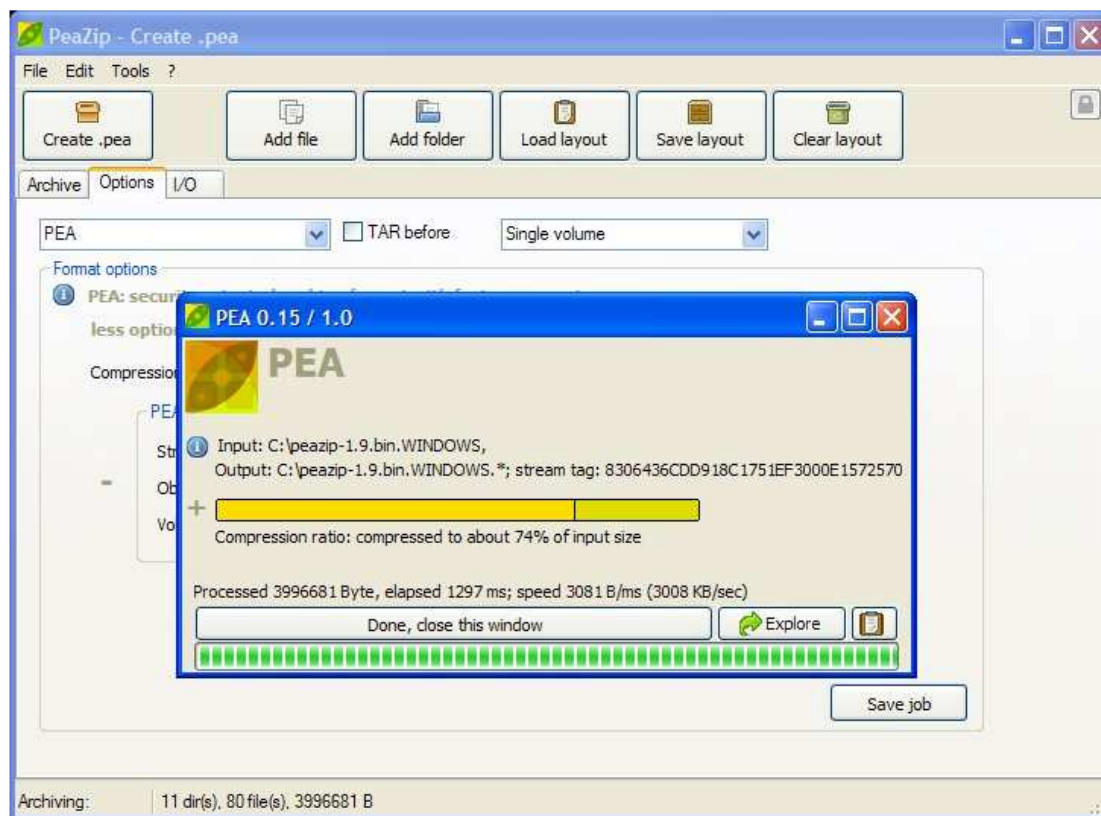 PeaZip - Create .pea
File Edit Tools ?
Create .pea Add file Add folder Load layout Save layout Clear layout
Archive Options I/O
PEA TAR before Single volume
Format options
PEA:
less
PEA 0.15 / 1.0
PEA
Compression
Input: C:\peazip-1.9.bin.WINDOWS,
Output: C:\peazip-1.9.bin.WINDOWS.*; stream tag: 8306436CDD918C1751EF3000E1572570
- +
Compression ratio: compressed to about 74% of input size
Processed 3996681 Byte, elapsed 1297 ms; speed 3081 B/ms (3008 KB/sec)
Done, close this window Explore
Save job
Archiving: 11 dir(s), 80 file(s), 3996681 B